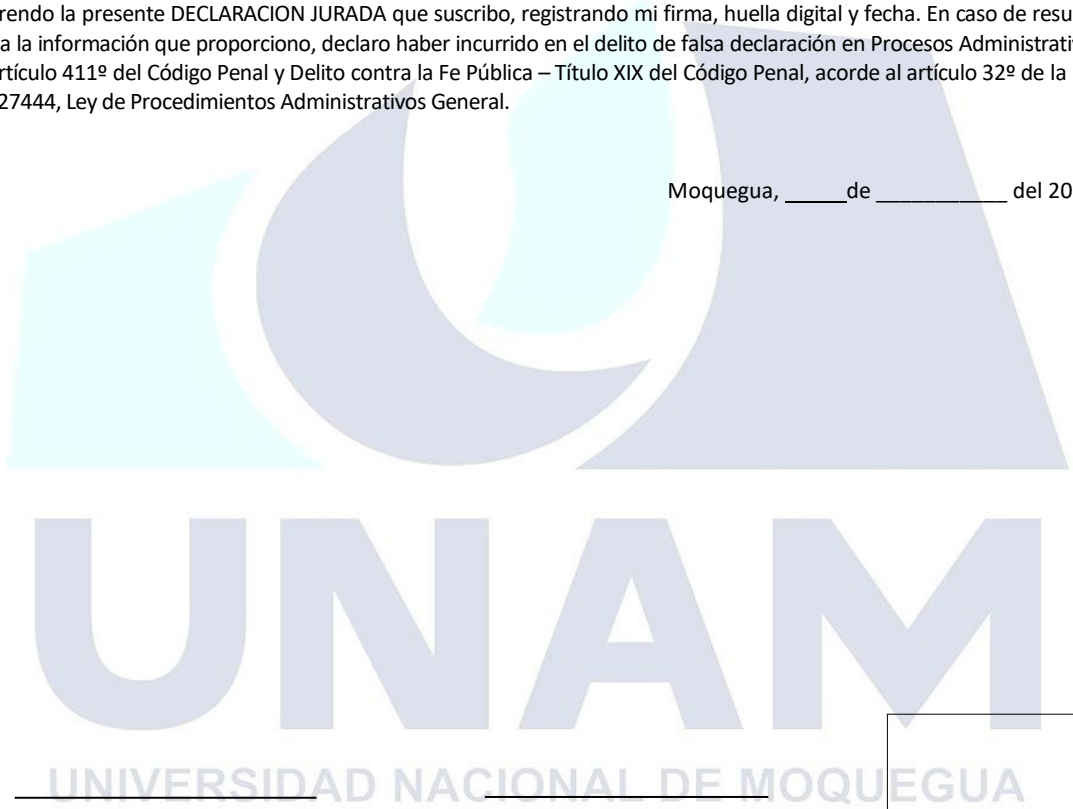 rendo la presente DECLARACION JURADA que suscribo, registrando mi firma, huella digital y fecha. En caso de resu
a la información que proporciono, declaro haber incurrido en el delito de falsa declaración en Procesos Administrati
rtículo 411º del Código Penal y Delito contra la Fe Pública – Título XIX del Código Penal, acorde al artículo 32º de la
27444, Ley de Procedimientos Administrativos General.
Moquegua, _____de ___________ del 20
UNAM
UNIVERSIDAD NACIONAL DE MOQUEGUA